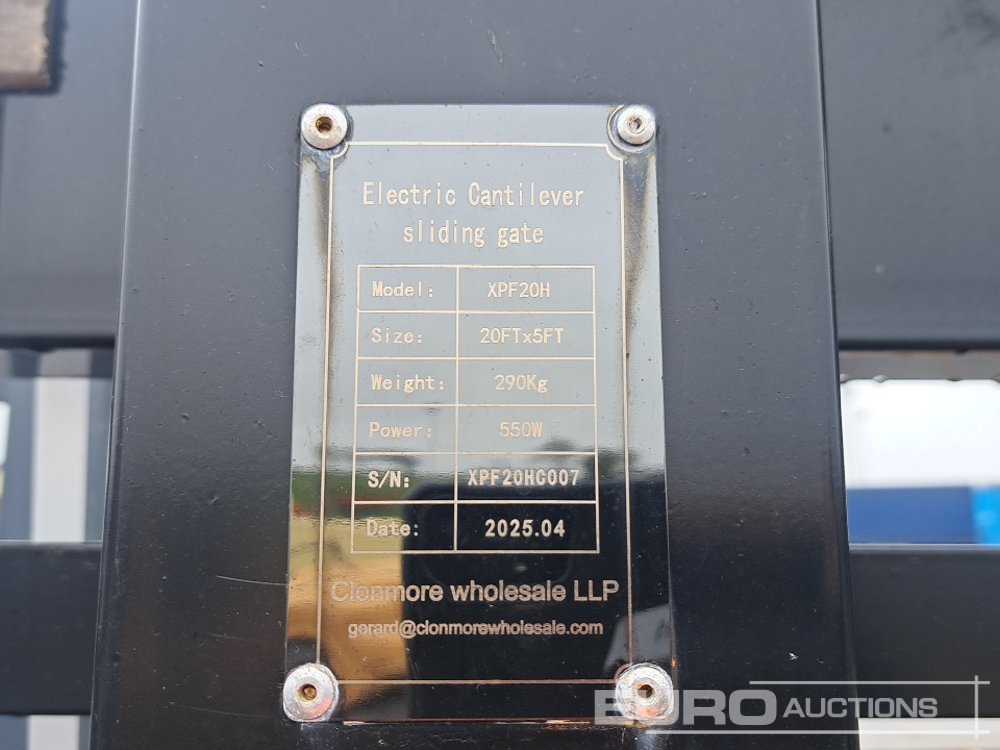 Electric Cantilever
sliding gate
Model: XPF20H
Size: 20FTx5FT
Weight: 290Kg
Power: 550W
S/N: XPF20HC007
Date: 2025.04
Clonmore wholesale LLP
gerard@clonmorewholesale.com
EURO AUCTIONS